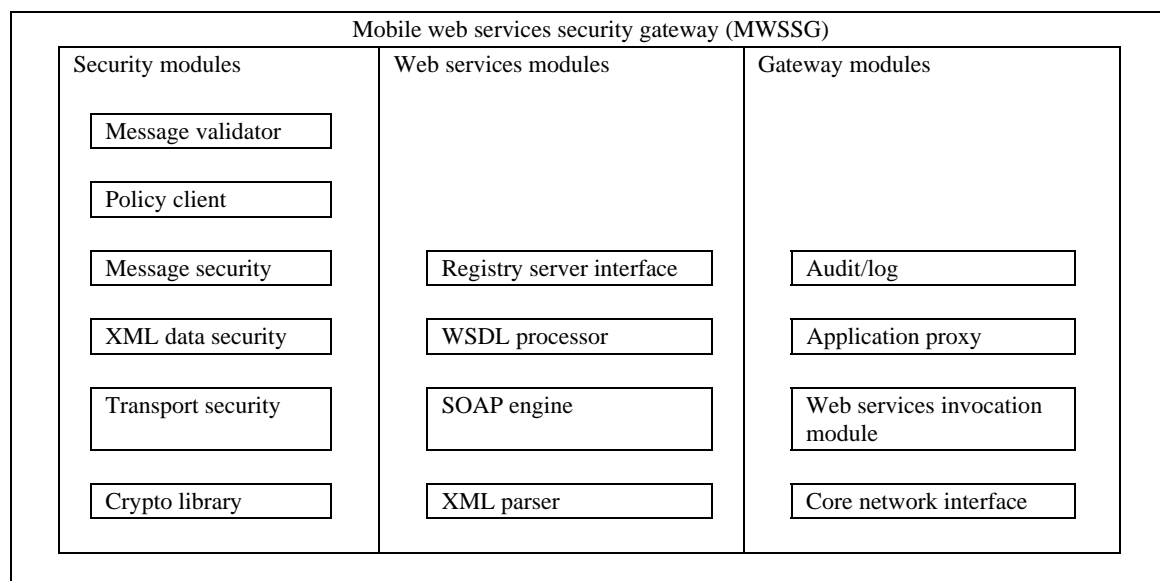 Mobile web services security gateway (MWSSG)
Security modules
Message validator
Policy client
Message security
XML data security
Transport security
Crypto library
Web services modules
Registry server interface
WSDL processor
SOAP engine
XML parser
Gateway modules
Audit/log
Application proxy
Web services invocation
module
Core network interface